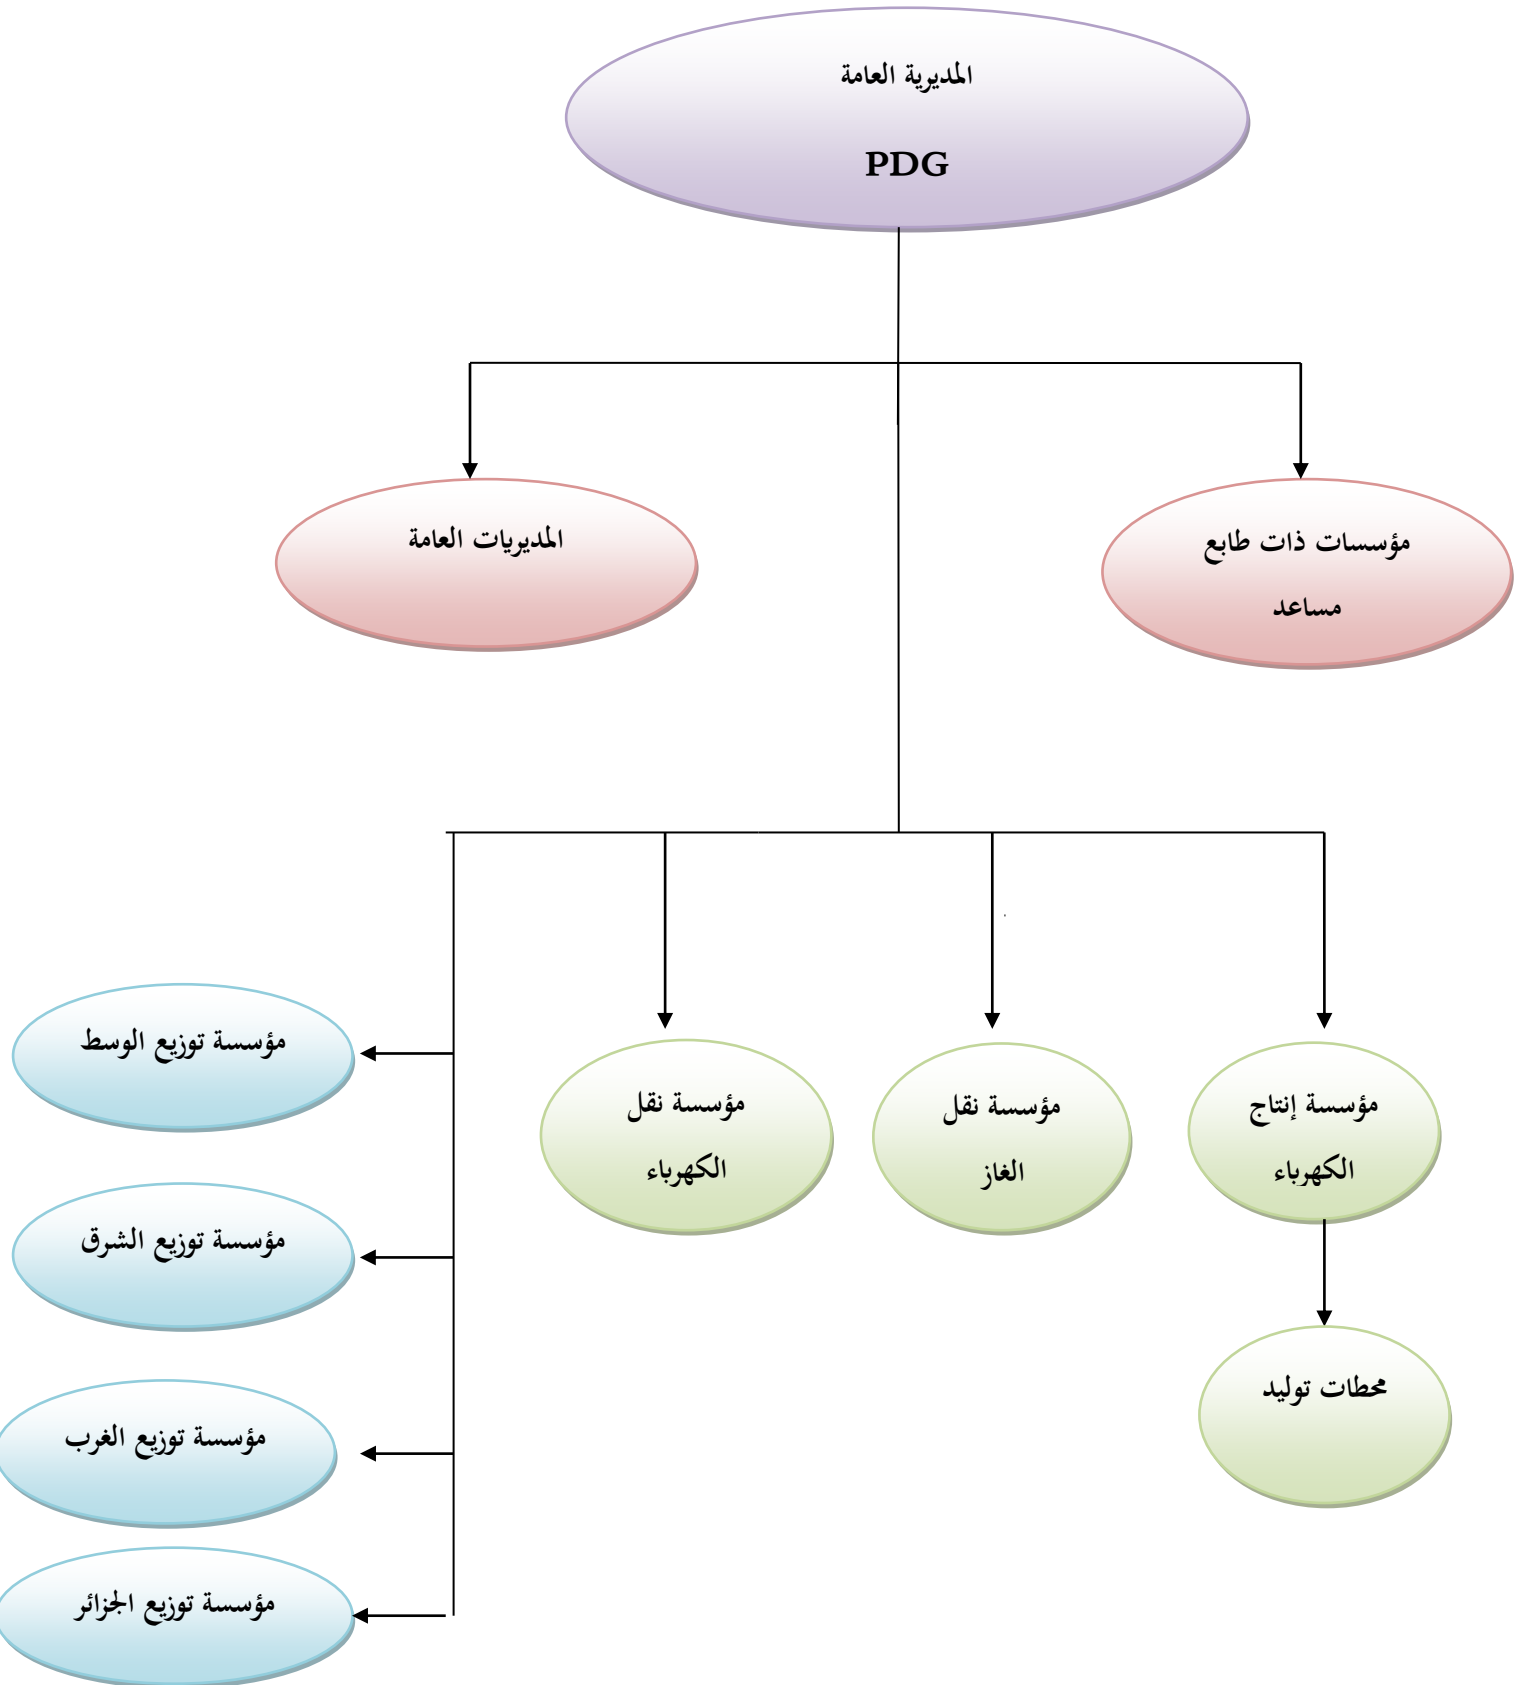 المديرية العامة
PDG
مؤسسات ذات طابع
مساعد
المديريات العامة
مؤسسة إنتاج
الكهرباء
مؤسسة نقل
الغاز
مؤسسة نقل
الكهرباء
محطات توليد
مؤسسة توزيع الوسط
مؤسسة توزيع الشرق
مؤسسة توزيع الغرب
مؤسسة توزيع الجزائر